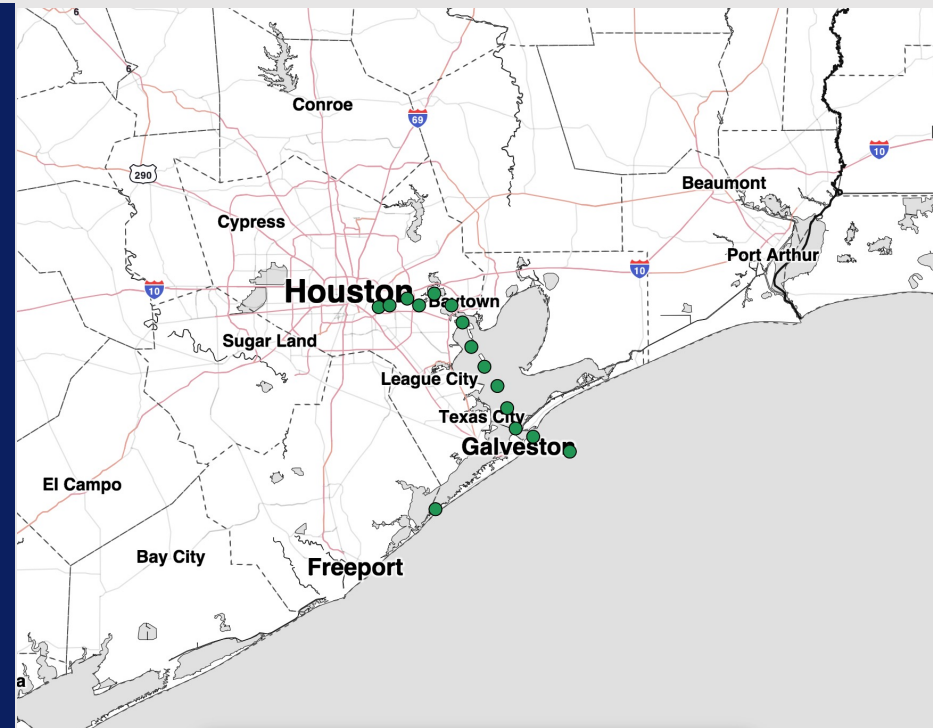 6
6
Conroe
69
10
290
Beaumont
Cypress
Port Arthur
10
10
Houston
Baytown
Sugar Land
League City
Texas City
Galveston
El Campo
Bay City
Freeport
a